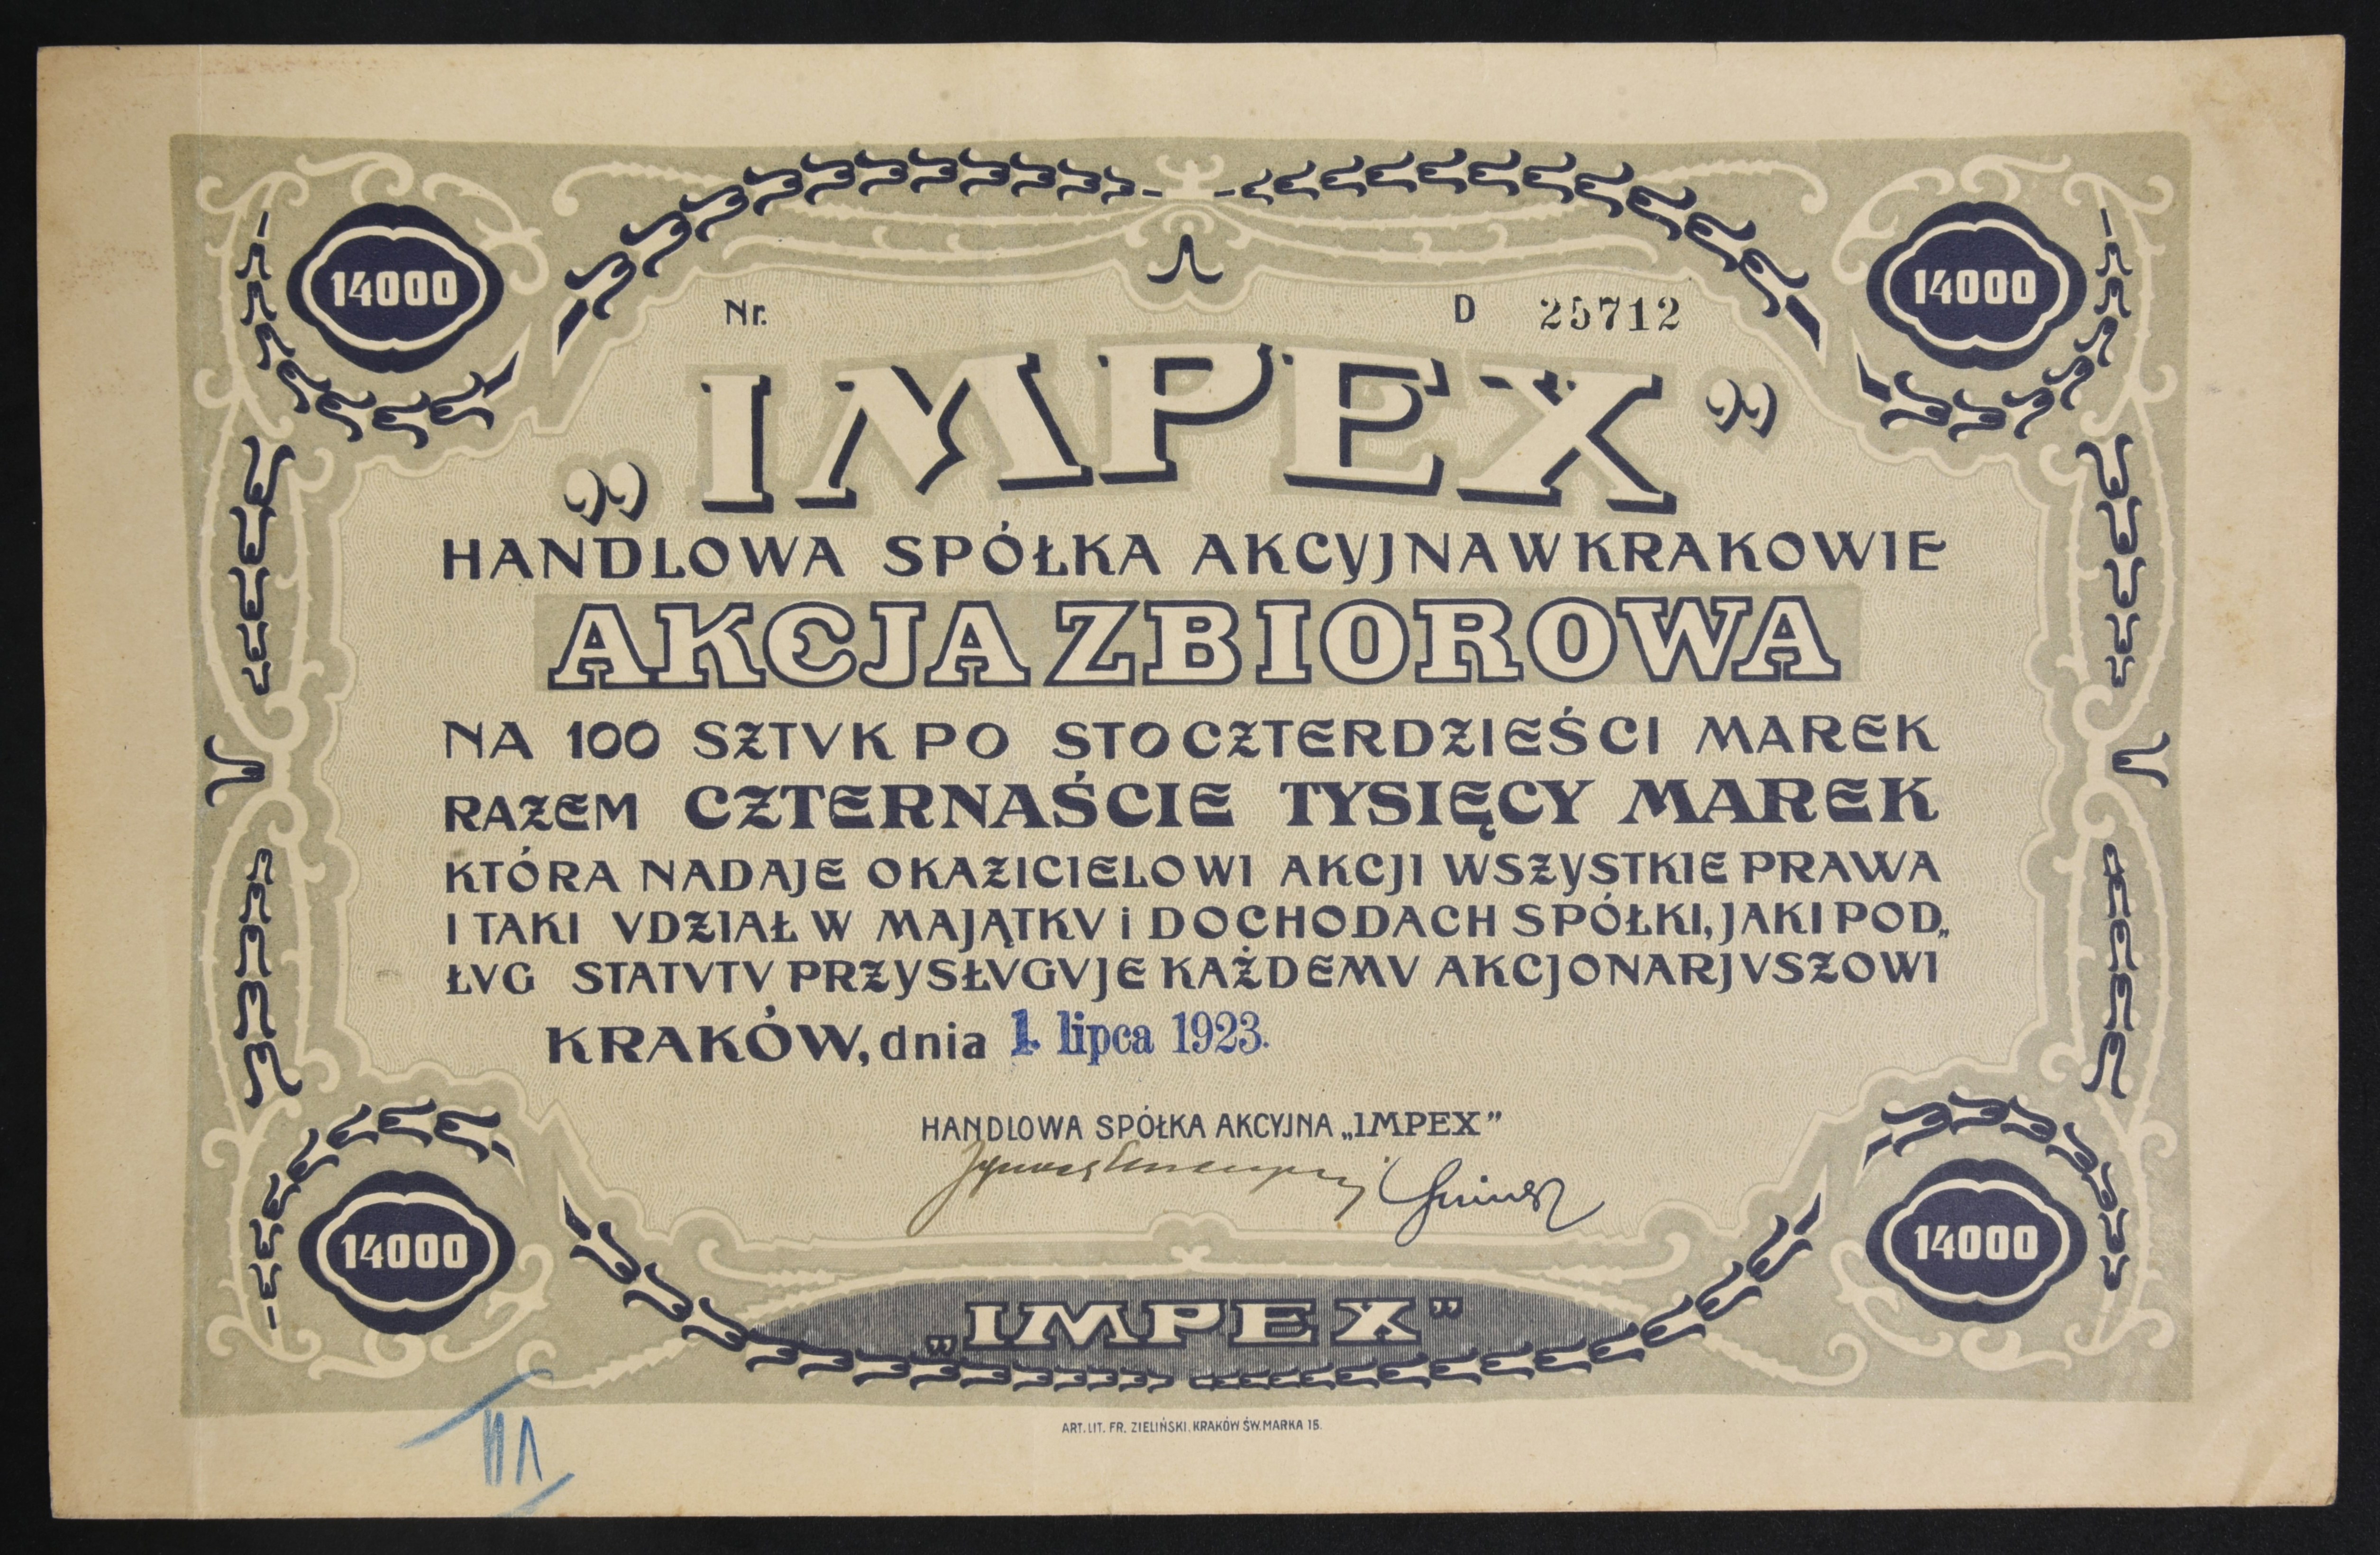 14000
14000
Nr. D 25712
„IMPEX”
HANDLOWA SPÓŁKA AKCYJNA W KRAKOWIE
AKCJA ZBIOROWA
NA 100 SZTVK PO STOCZTERDZIEŚCI MAREK
RAZEM CZTERNAŚCIE TYSIĘCY MAREK
KTÓRA NADAJE OKAZICIELOWI AKCJI WSZYSTKIE PRAWA
I TAKI VDZIAŁ W MAJĄTKV i DOCHODACH SPÓŁKI, JAKI POD„
ŁVG STATVTV PRZYSŁVGVJE KAŻDEMV AKCJONARJVSZOWI
KRAKÓW, dnia 1. lipca 1923.
HANDLOWA SPÓŁKA AKCYJNA „IMPEX”
14000
14000
„IMPEX”
ART. LIT. FR. ZIELIŃSKI, KRAKÓW ŚW. MARKA 15.